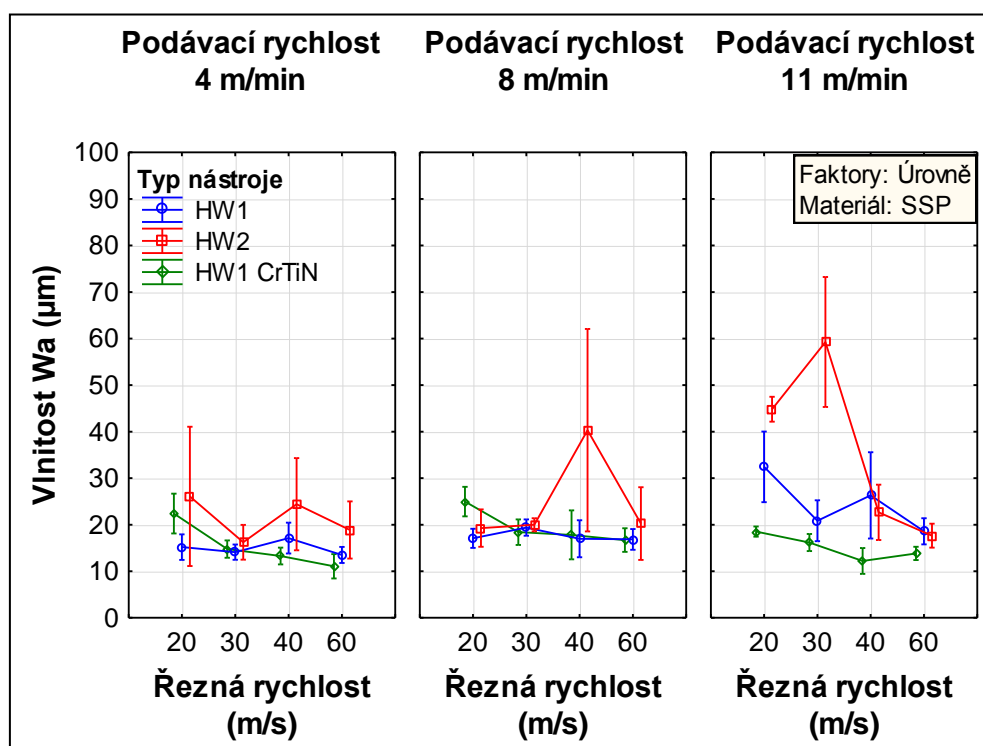 Podávací rychlost
4 m/min
Podávací rychlost
8 m/min
Podávací rychlost
11 m/min
Vlnitost Wa (µm)
100
90
80
70
60
50
40
30
20
10
0
Typ nástroje
HW1
HW2
HW1 CrTiN
Faktory: Úrovně
Materiál: SSP
20 30 40 60
20 30 40 60
20 30 40 60
Řezná rychlost
(m/s)
Řezná rychlost
(m/s)
Řezná rychlost
(m/s)